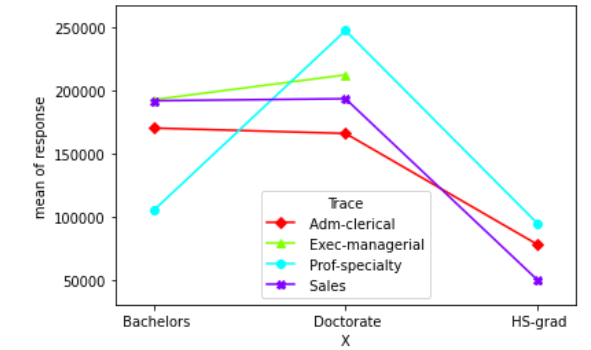 250000
200000
150000
100000
50000
mean of response
Trace
Adm-clerical
Exec-managerial
Prof-specialty
Sales
Bachelors
Doctorate
HS-grad
X